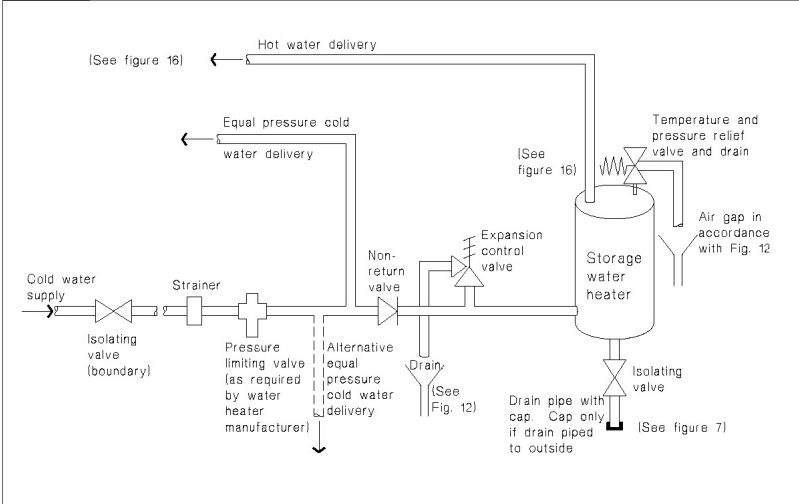 Hot water delivery
(See figure 16)
Equal pressure cold
water delivery
Temperature and
pressure relief
valve and drain
(See
figure 16)
Air gap in
accordance
with Fig. 12
Expansion
control
valve
Non-
return
valve
Storage
water
heater
Cold water
supply
Strainer
Isolating
valve
(boundary)
Pressure
limiting valve
(as required
by water
heater
manufacturer)
Alternative
equal
pressure
cold water
delivery
Drain
(See
Fig. 12)
Isolating
valve
Drain pipe with
cap. Cap only
if drain piped
to outside
(See figure 7)